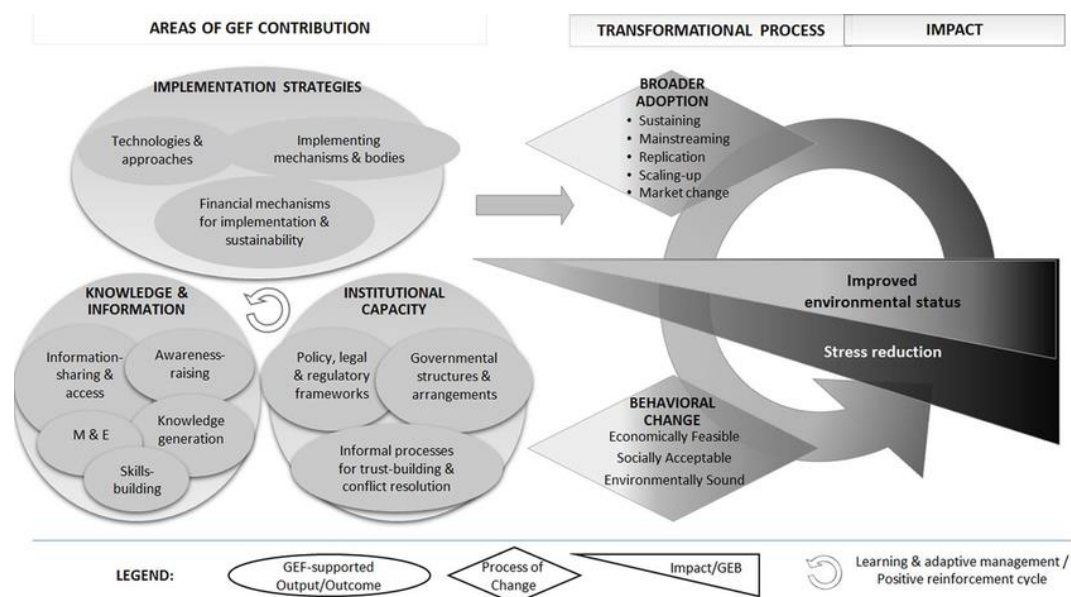 AREAS OF GEF CONTRIBUTION
TRANSFORMATIONAL PROCESS
IMPACT
IMPLEMENTATION STRATEGIES
Technologies &
approaches
Implementing
mechanisms & bodies
Financial mechanisms
for implementation &
sustainability
KNOWLEDGE &
INFORMATION
Information-
sharing &
access
Awareness-
raising
M & E
Knowledge
generation
Skills-
building
INSTITUTIONAL
CAPACITY
Policy, legal
& regulatory
frameworks
Governmental
structures &
arrangements
Informal processes
for trust-building &
conflict resolution
BROADER
ADOPTION
• Sustaining
• Mainstreaming
• Replication
• Scaling-up
• Market change
Improved
environmental status
Stress reduction
BEHAVIORAL
CHANGE
Economically Feasible
Socially Acceptable
Environmentally Sound
LEGEND:
GEF-supported
Output/Outcome
Process of
Change
Impact/GEB
Learning & adaptive management /
Positive reinforcement cycle